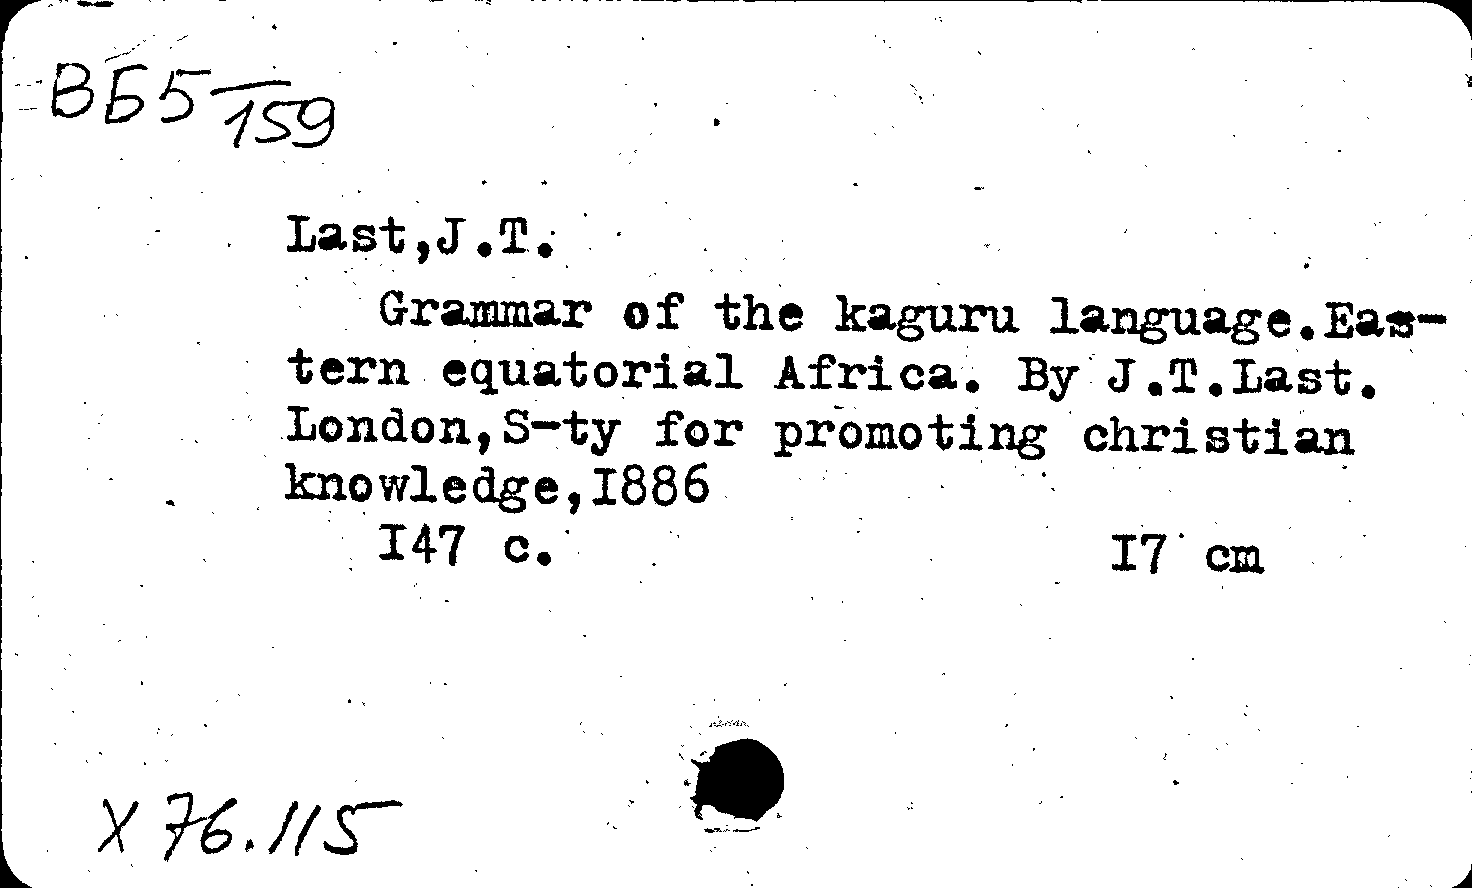 ВБ5/159
Last,J.T.
Grammar of the kaguru language.Eas-
tern equatorial Africa. By J.T.Last.
London,S-ty for promoting christian
knowledge,I886
I47 c.
I7 cm
X 76.115